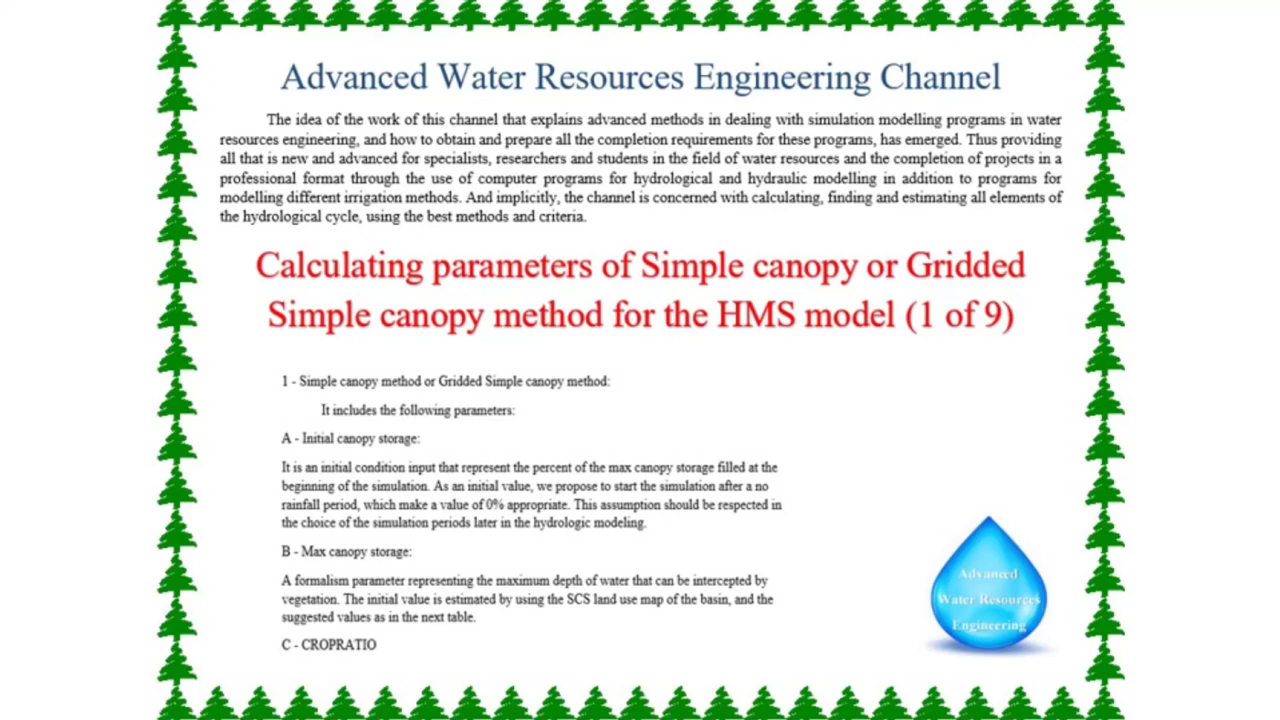 Advanced Water Resources Engineering Channel
The idea of the work of this channel that explains advanced methods in dealing with simulation modelling programs in water
resources engineering, and how to obtain and prepare all the completion requirements for these programs, has emerged. Thus providing
all that is new and advanced for specialists, researchers and students in the field of water resources and the completion of projects in a
professional format through the use of computer programs for hydrological and hydraulic modelling in addition to programs for
modelling different irrigation methods. And implicitly, the channel is concerned with calculating, finding and estimating all elements of
the hydrological cycle, using the best methods and criteria.
Calculating parameters of Simple canopy or Gridded
Simple canopy method for the HMS model (1 of 9)
1 - Simple canopy method or Gridded Simple canopy method:
It includes the following parameters:
A - Initial canopy storage:
It is an initial condition input that represent the percent of the max canopy storage filled at the
beginning of the simulation. As an initial value, we propose to start the simulation after a no
rainfall period, which make a value of 0% appropriate. This assumption should be respected in
the choice of the simulation periods later in the hydrologic modeling.
B - Max canopy storage:
A formalism parameter representing the maximum depth of water that can be intercepted by
vegetation. The initial value is estimated by using the SCS land use map of the basin, and the
suggested values as in the next table.
C - CROPRATIO
Advanced
Water Resources
Engineering